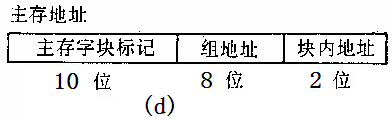 主存地址
主存字块标记 组地址 块内地址
10 位 8 位 2 位
(d)